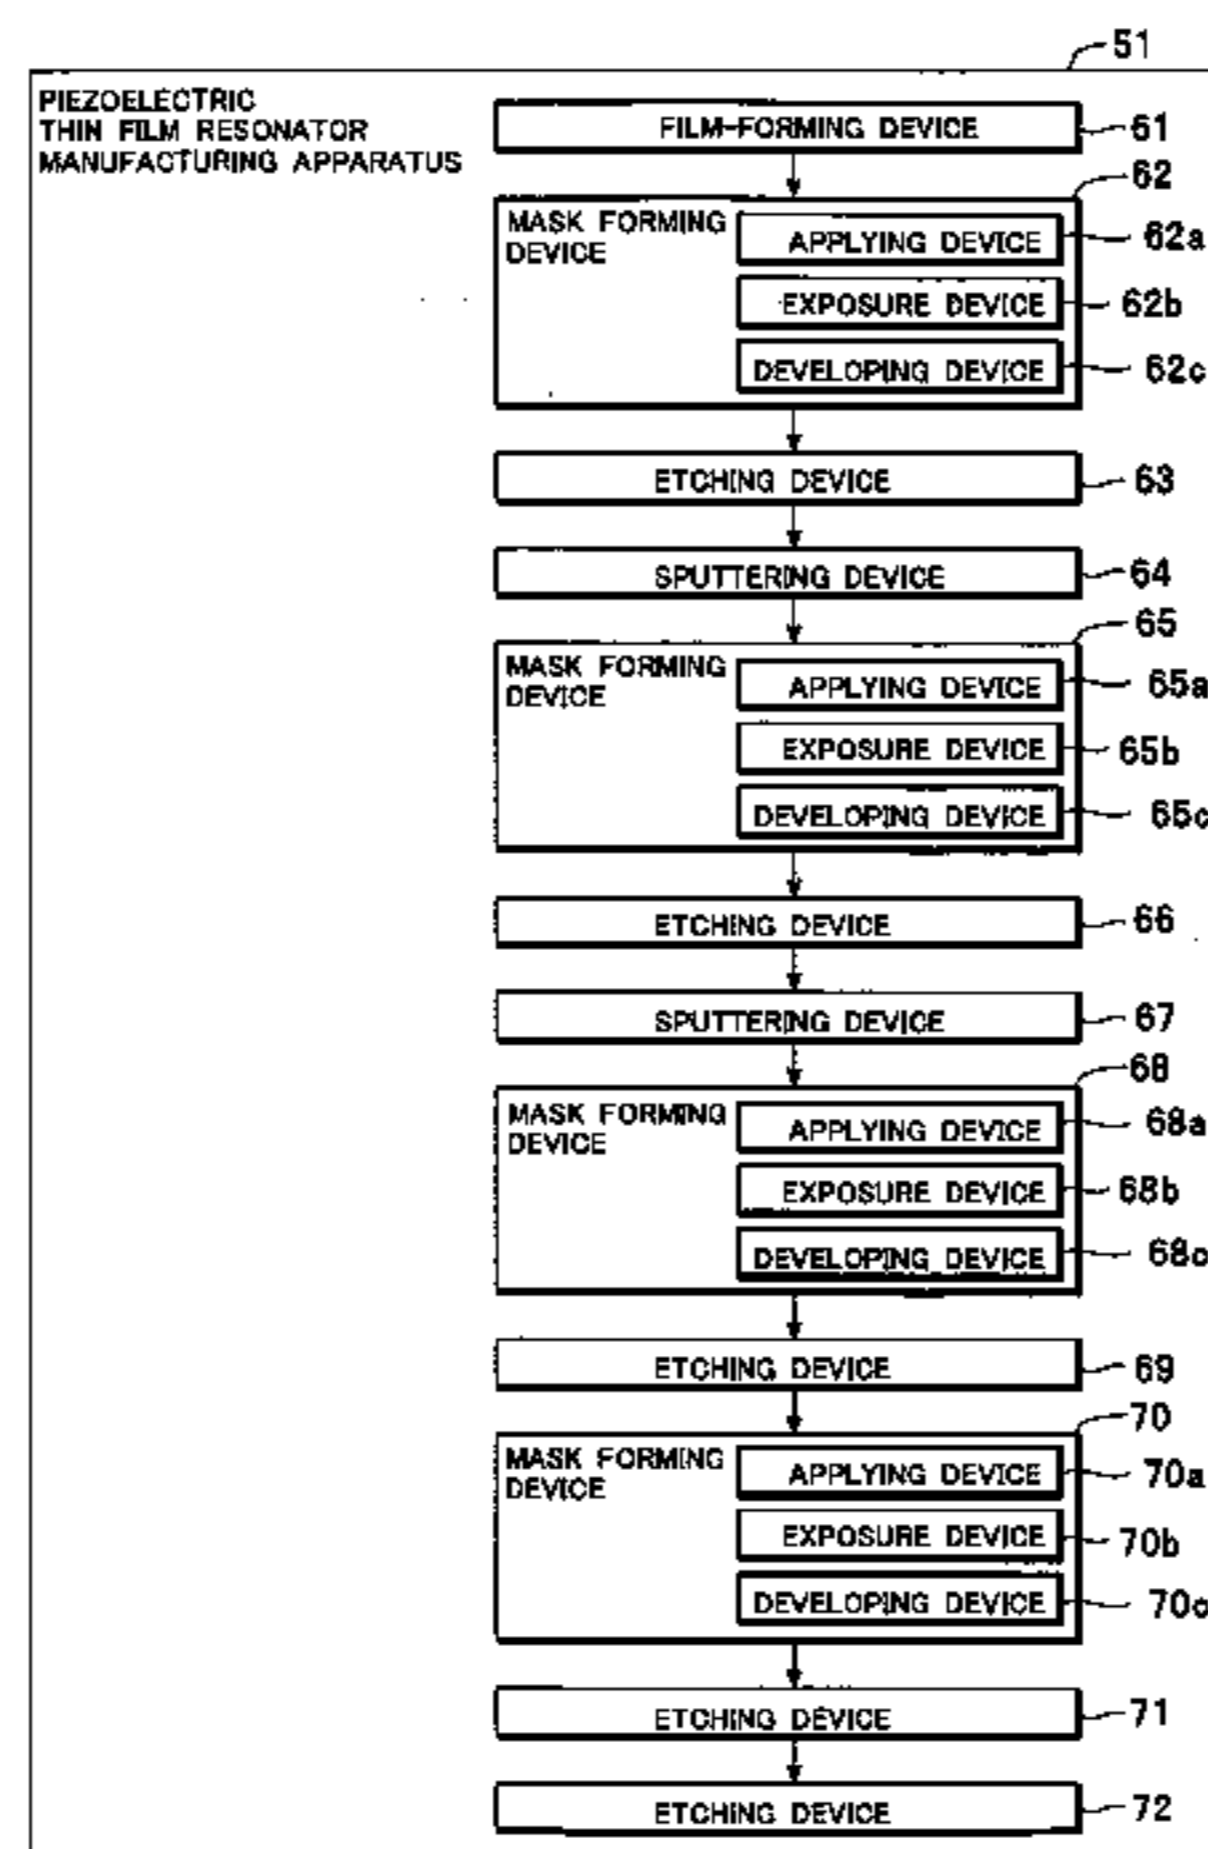 51
PIEZOELECTRIC
THIN FILM RESONATOR
MANUFACTURING APPARATUS
FILM-FORMING DEVICE
61
62
MASK FORMING
DEVICE
APPLYING DEVICE
62a
EXPOSURE DEVICE
62b
DEVELOPING DEVICE
62c
ETCHING DEVICE
63
SPUTTERING DEVICE
64
65
MASK FORMING
DEVICE
APPLYING DEVICE
65a
EXPOSURE DEVICE
65b
DEVELOPING DEVICE
65c
ETCHING DEVICE
66
SPUTTERING DEVICE
67
68
MASK FORMING
DEVICE
APPLYING DEVICE
68a
EXPOSURE DEVICE
68b
DEVELOPING DEVICE
68c
ETCHING DEVICE
69
70
MASK FORMING
DEVICE
APPLYING DEVICE
70a
EXPOSURE DEVICE
70b
DEVELOPING DEVICE
70c
ETCHING DEVICE
71
ETCHING DEVICE
72